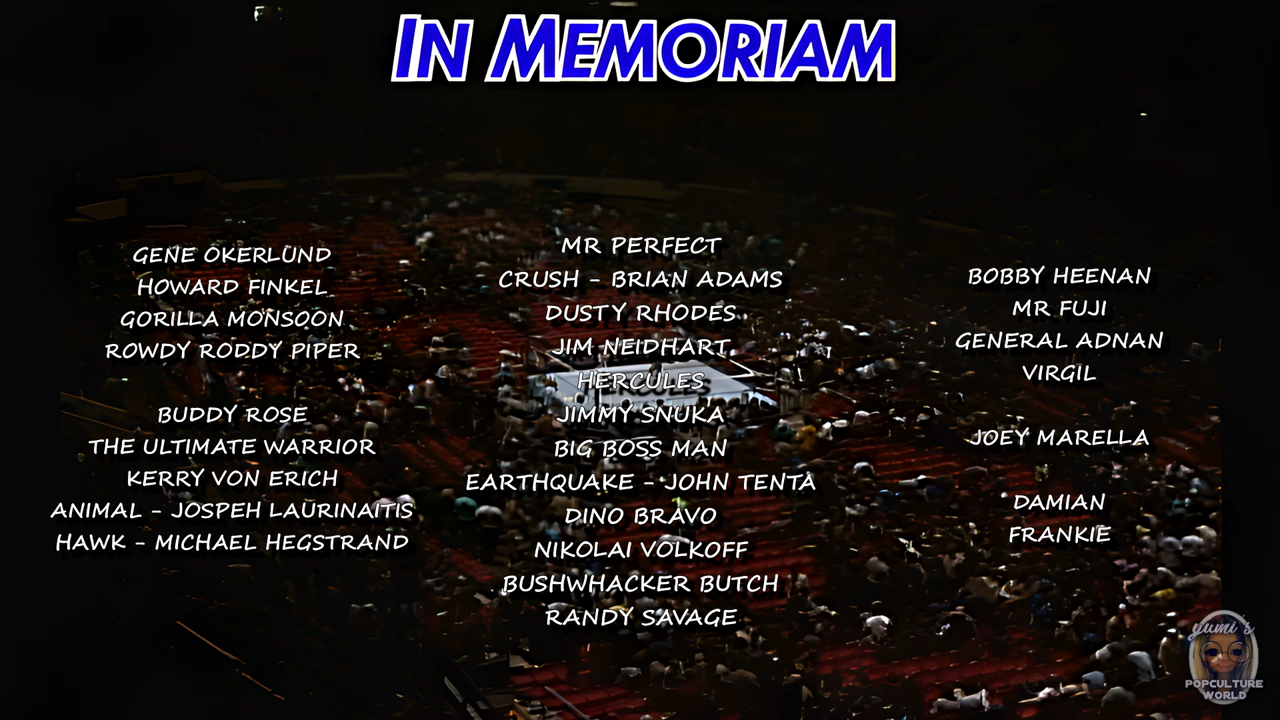 IN MEMORIAM
GENE OKERLUND
HOWARD FINKEL
GORILLA MONSOON
ROWDY RODDY PIPER
BUDDY ROSE
THE ULTIMATE WARRIOR
KERRY VON ERICH
ANIMAL - JOSPEH LAURINAITIS
HAWK - MICHAEL HEGSTRAND
MR PERFECT
CRUSH - BRIAN ADAMS
DUSTY RHODES
JIM NEIDHART
HERCULES
JIMMY SNUKA
BIG BOSS MAN
EARTHQUAKE - JOHN TENTA
DINO BRAVO
NIKOLAI VOLKOFF
BUSHWHACKER BUTCH
RANDY SAVAGE
BOBBY HEENAN
MR FUJI
GENERAL ADNAN
VIRGIL
JOEY MARELLA
DAMIAN
FRANKIE
yumi's
POPCULTURE
WORLD